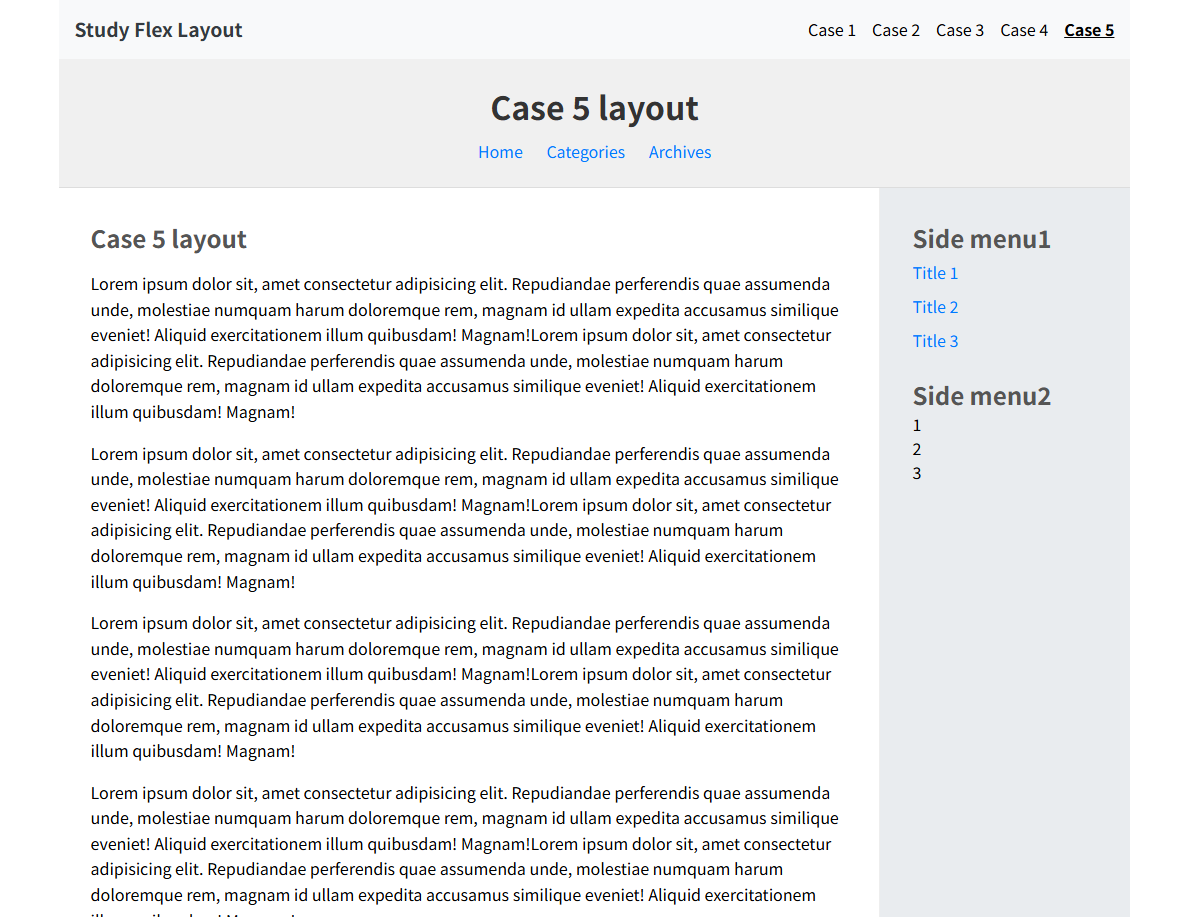 Study Flex Layout
Case 1 Case 2 Case 3 Case 4 Case 5
Case 5 layout
Home Categories Archives
Case 5 layout
Lorem ipsum dolor sit, amet consectetur adipisicing elit. Repudiandae perferendis quae assumenda
unde, molestiae numquam harum doloremque rem, magnam id ullam expedita accusamus similique
eveniet! Aliquid exercitationem illum quibusdam! Magnam!Lorem ipsum dolor sit, amet consectetur
adipisicing elit. Repudiandae perferendis quae assumenda unde, molestiae numquam harum
doloremque rem, magnam id ullam expedita accusamus similique eveniet! Aliquid exercitationem
illum quibusdam! Magnam!
Lorem ipsum dolor sit, amet consectetur adipisicing elit. Repudiandae perferendis quae assumenda
unde, molestiae numquam harum doloremque rem, magnam id ullam expedita accusamus similique
eveniet! Aliquid exercitationem illum quibusdam! Magnam!Lorem ipsum dolor sit, amet consectetur
adipisicing elit. Repudiandae perferendis quae assumenda unde, molestiae numquam harum
doloremque rem, magnam id ullam expedita accusamus similique eveniet! Aliquid exercitationem
illum quibusdam! Magnam!
Lorem ipsum dolor sit, amet consectetur adipisicing elit. Repudiandae perferendis quae assumenda
unde, molestiae numquam harum doloremque rem, magnam id ullam expedita accusamus similique
eveniet! Aliquid exercitationem illum quibusdam! Magnam!Lorem ipsum dolor sit, amet consectetur
adipisicing elit. Repudiandae perferendis quae assumenda unde, molestiae numquam harum
doloremque rem, magnam id ullam expedita accusamus similique eveniet! Aliquid exercitationem
illum quibusdam! Magnam!
Lorem ipsum dolor sit, amet consectetur adipisicing elit. Repudiandae perferendis quae assumenda
unde, molestiae numquam harum doloremque rem, magnam id ullam expedita accusamus similique
eveniet! Aliquid exercitationem illum quibusdam! Magnam!Lorem ipsum dolor sit, amet consectetur
adipisicing elit. Repudiandae perferendis quae assumenda unde, molestiae numquam harum
doloremque rem, magnam id ullam expedita accusamus similique eveniet! Aliquid exercitationem
Side menu1
Title 1
Title 2
Title 3
Side menu2
1
2
3